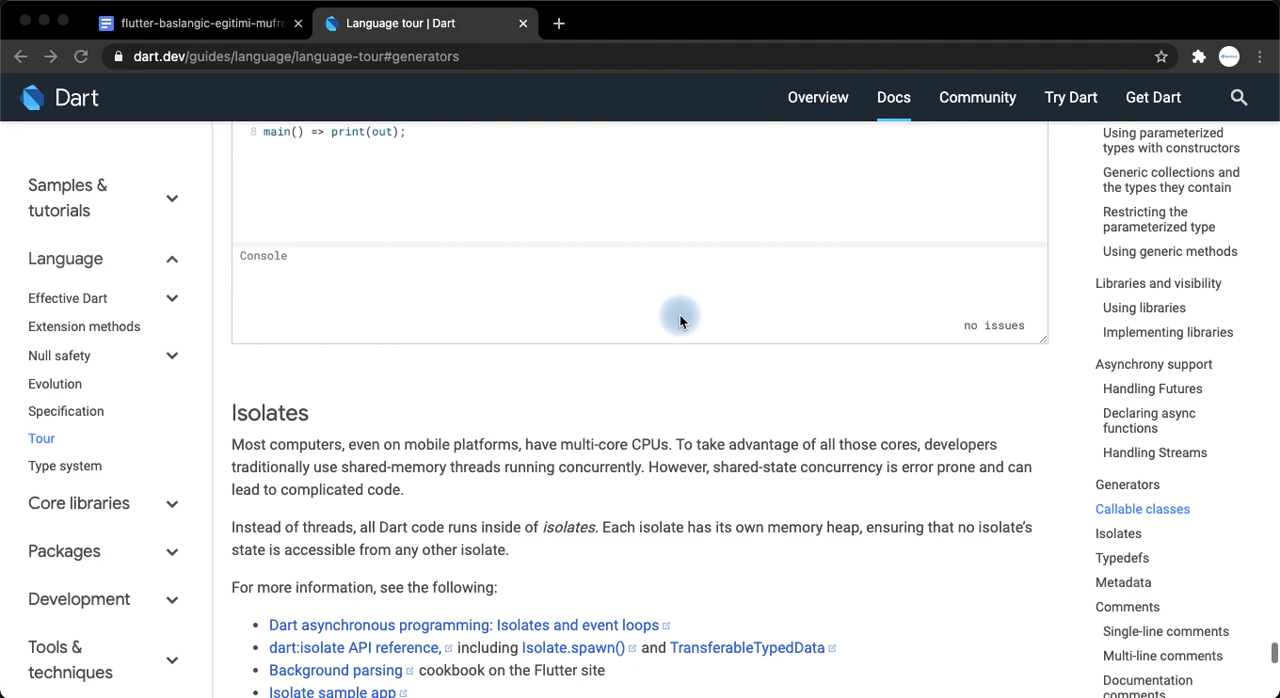 flutter-baslangic-egitimi-mufre
Language tour | Dart
dart.dev/guides/language/language-tour#generators
Dart
Overview
Docs
Community
Try Dart
Get Dart
Samples &
tutorials
Language
Effective Dart
Extension methods
Null safety
Evolution
Specification
Tour
Type system
Core libraries
Packages
Development
Tools &
techniques
8 main() => print(out);
Console
no issues
Isolates
Most computers, even on mobile platforms, have multi-core CPUs. To take advantage of all those cores, developers
traditionally use shared-memory threads running concurrently. However, shared-state concurrency is error prone and can
lead to complicated code.
Instead of threads, all Dart code runs inside of isolates. Each isolate has its own memory heap, ensuring that no isolate's
state is accessible from any other isolate.
For more information, see the following:
• Dart asynchronous programming: Isolates and event loops
• dart:isolate API reference, including Isolate.spawn() and TransferableTypedData
• Background parsing cookbook on the Flutter site
• Isolate sample app
Using parameterized
types with constructors
Generic collections and
the types they contain
Restricting the
parameterized type
Using generic methods
Libraries and visibility
Using libraries
Implementing libraries
Asynchrony support
Handling Futures
Declaring async
functions
Handling Streams
Generators
Callable classes
Isolates
Typedefs
Metadata
Comments
Single-line comments
Multi-line comments
Documentation
comments